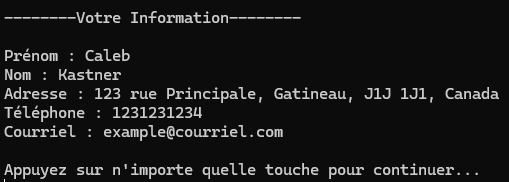 --------Votre Information--------
Prénom : Caleb
Nom : Kastner
Adresse : 123 rue Principale, Gatineau, J1J 1J1, Canada
Téléphone : 1231231234
Courriel : example@courriel.com
Appuyez sur n'importe quelle touche pour continuer...